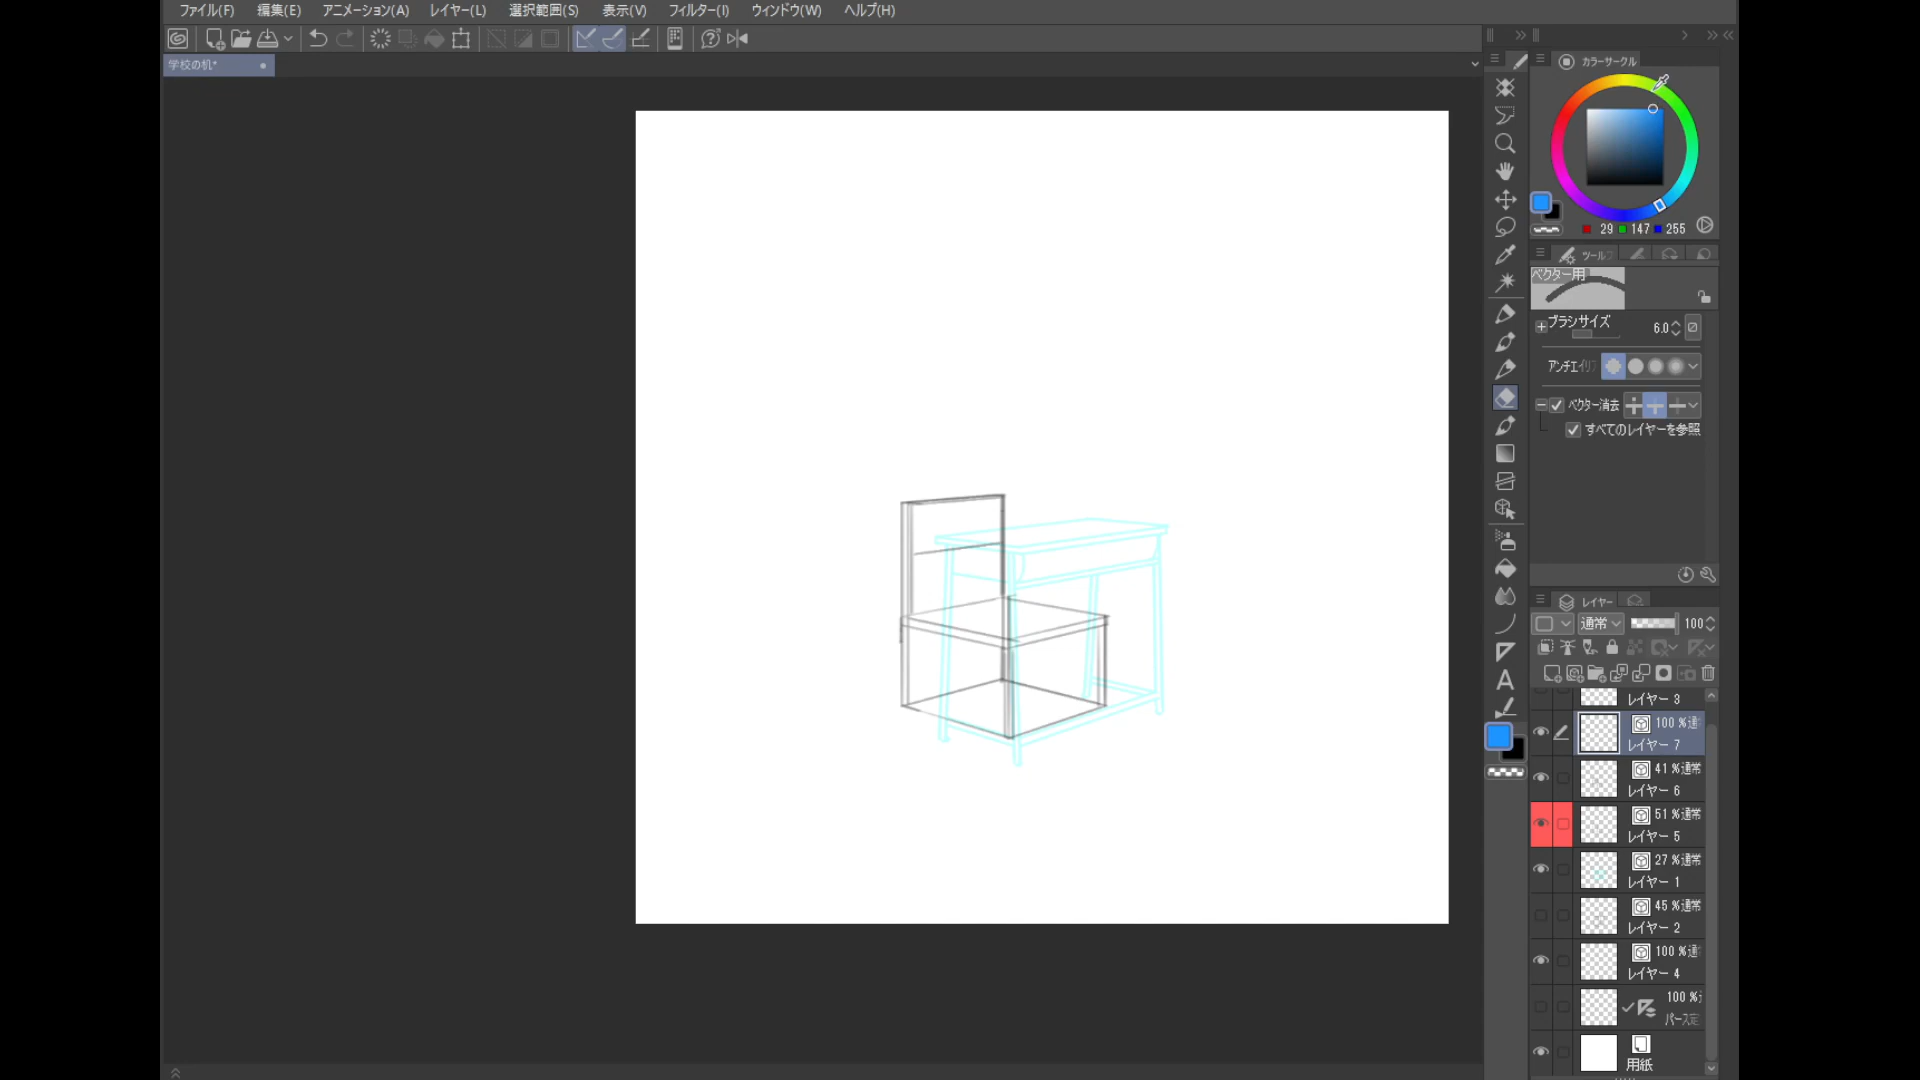 ファイル(F) 編集(E) アニメーション(A) レイヤー(L) 選択範囲(S) 表示(V) フィルター(I) ウィンドウ(W) ヘルプ(H)
学校の机*
カラーサークル
29 147 255
ツール
ベクター用
ブラシサイズ 6.0
アンチエイリ
ベクター消去
すべてのレイヤーを参照
レイヤー
通常 100
レイヤー 3
100 %通
レイヤー 7
41 %通常
レイヤー 6
51 %通常
レイヤー 5
27 %通常
レイヤー 1
45 %通常
レイヤー 2
100 %通
レイヤー 4
100 %
パース定
用紙